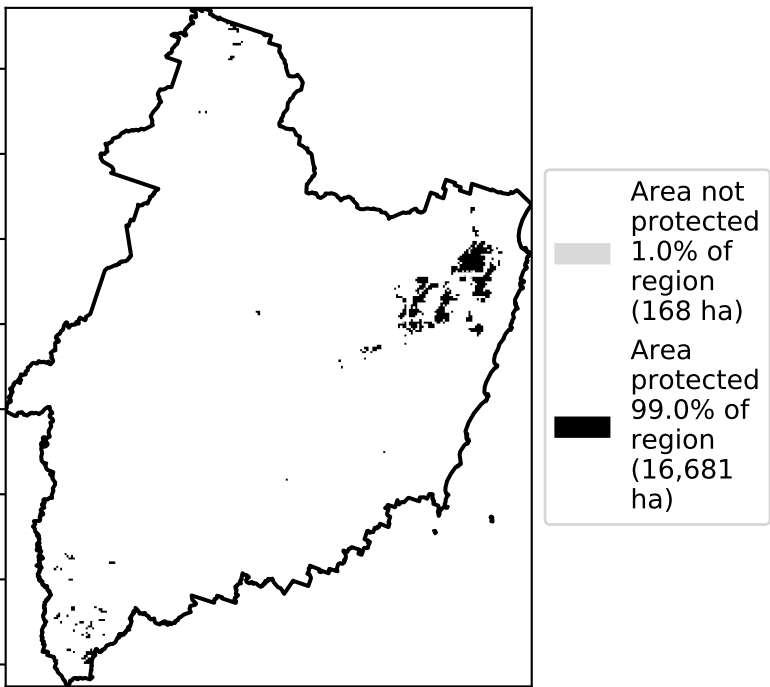 Area not
protected
1.0% of
region
(168 ha)
Area
protected
99.0% of
region
(16,681
ha)